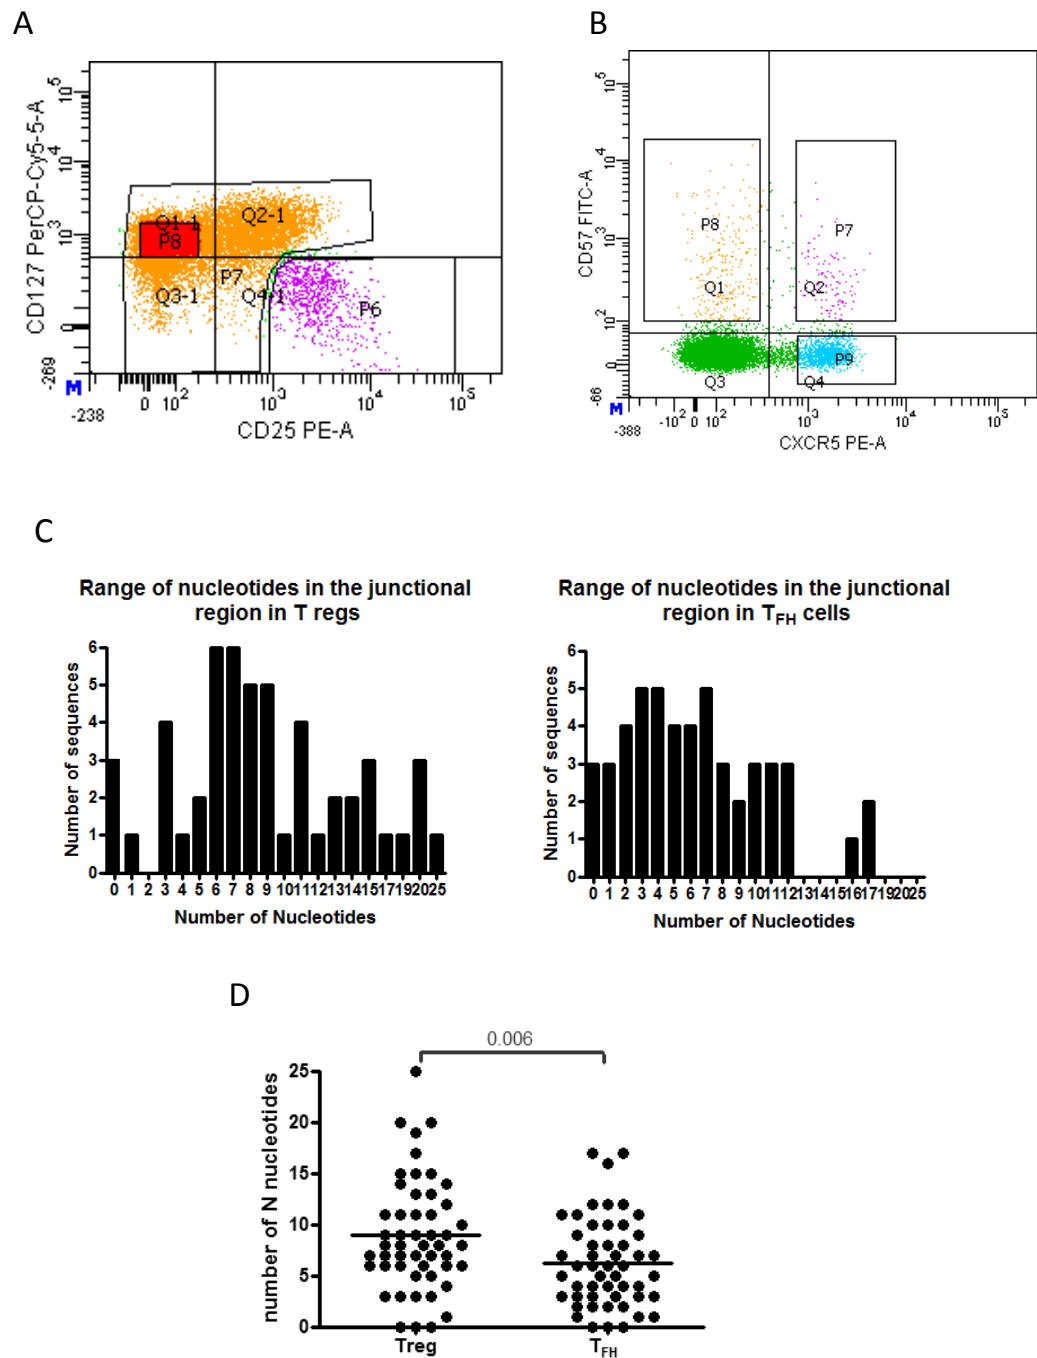 A
B
CD127 PerCP-Cy5-5-A
10^5
10^4
10^3
0
-269
Q1-1
Q2-1
P8
P7
Q3-1
Q4-1
P6
M
-238
0 10^2 10^3 10^4 10^5
CD25 PE-A
CD57 FITC-A
10^5
10^4
10^3
10^2
0
-66
P8
P7
Q1
Q2
P9
Q3
Q4
M
-388
-10^2 0 10^2 10^3 10^4 10^5
CXCR5 PE-A
C
Range of nucleotides in the junctional
region in T regs
Number of sequences
6
5
4
3
2
1
0
0 1 2 3 4 5 6 7 8 9 10 11 12 13 14 15 17 19 20 25
Number of Nucleotides
Range of nucleotides in the junctional
region in TFH cells
Number of sequences
6
5
4
3
2
1
0
0 1 2 3 4 5 6 7 8 9 10 11 12 13 14 15 16 17 19 20 25
Number of Nucleotides
D
0.006
number of N nucleotides
25
20
15
10
5
0
Treg
TFH